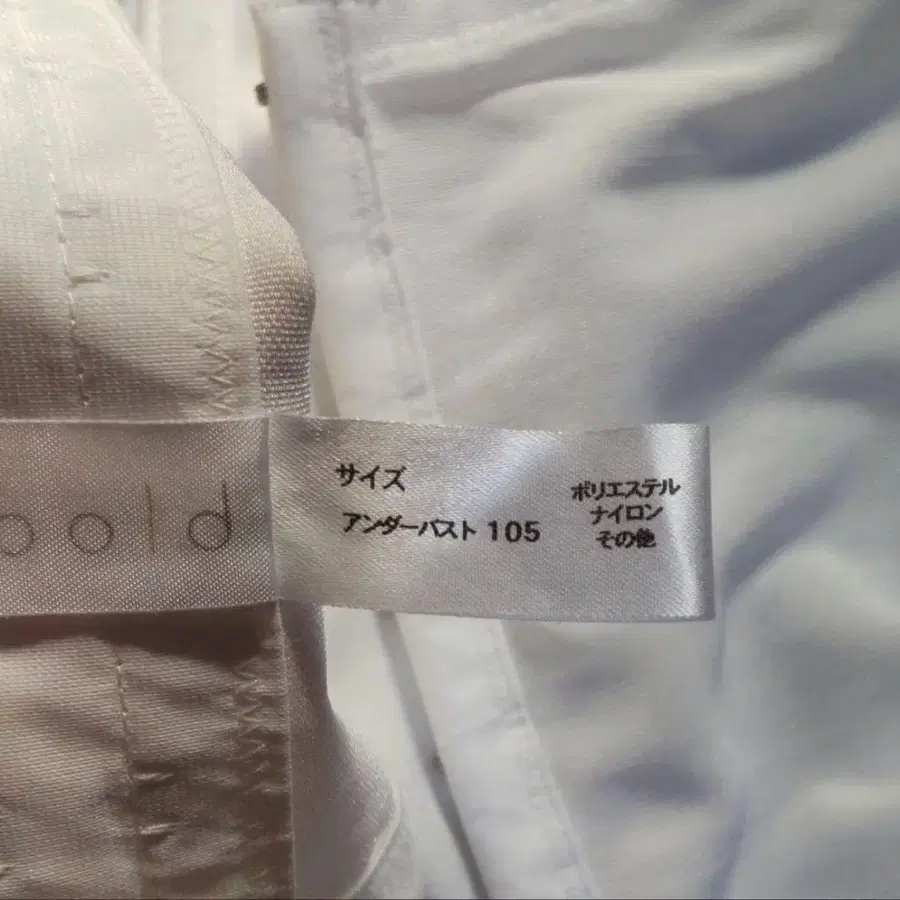 サイズ
アンダーバスト 105
ポリエステル
ナイロン
その他